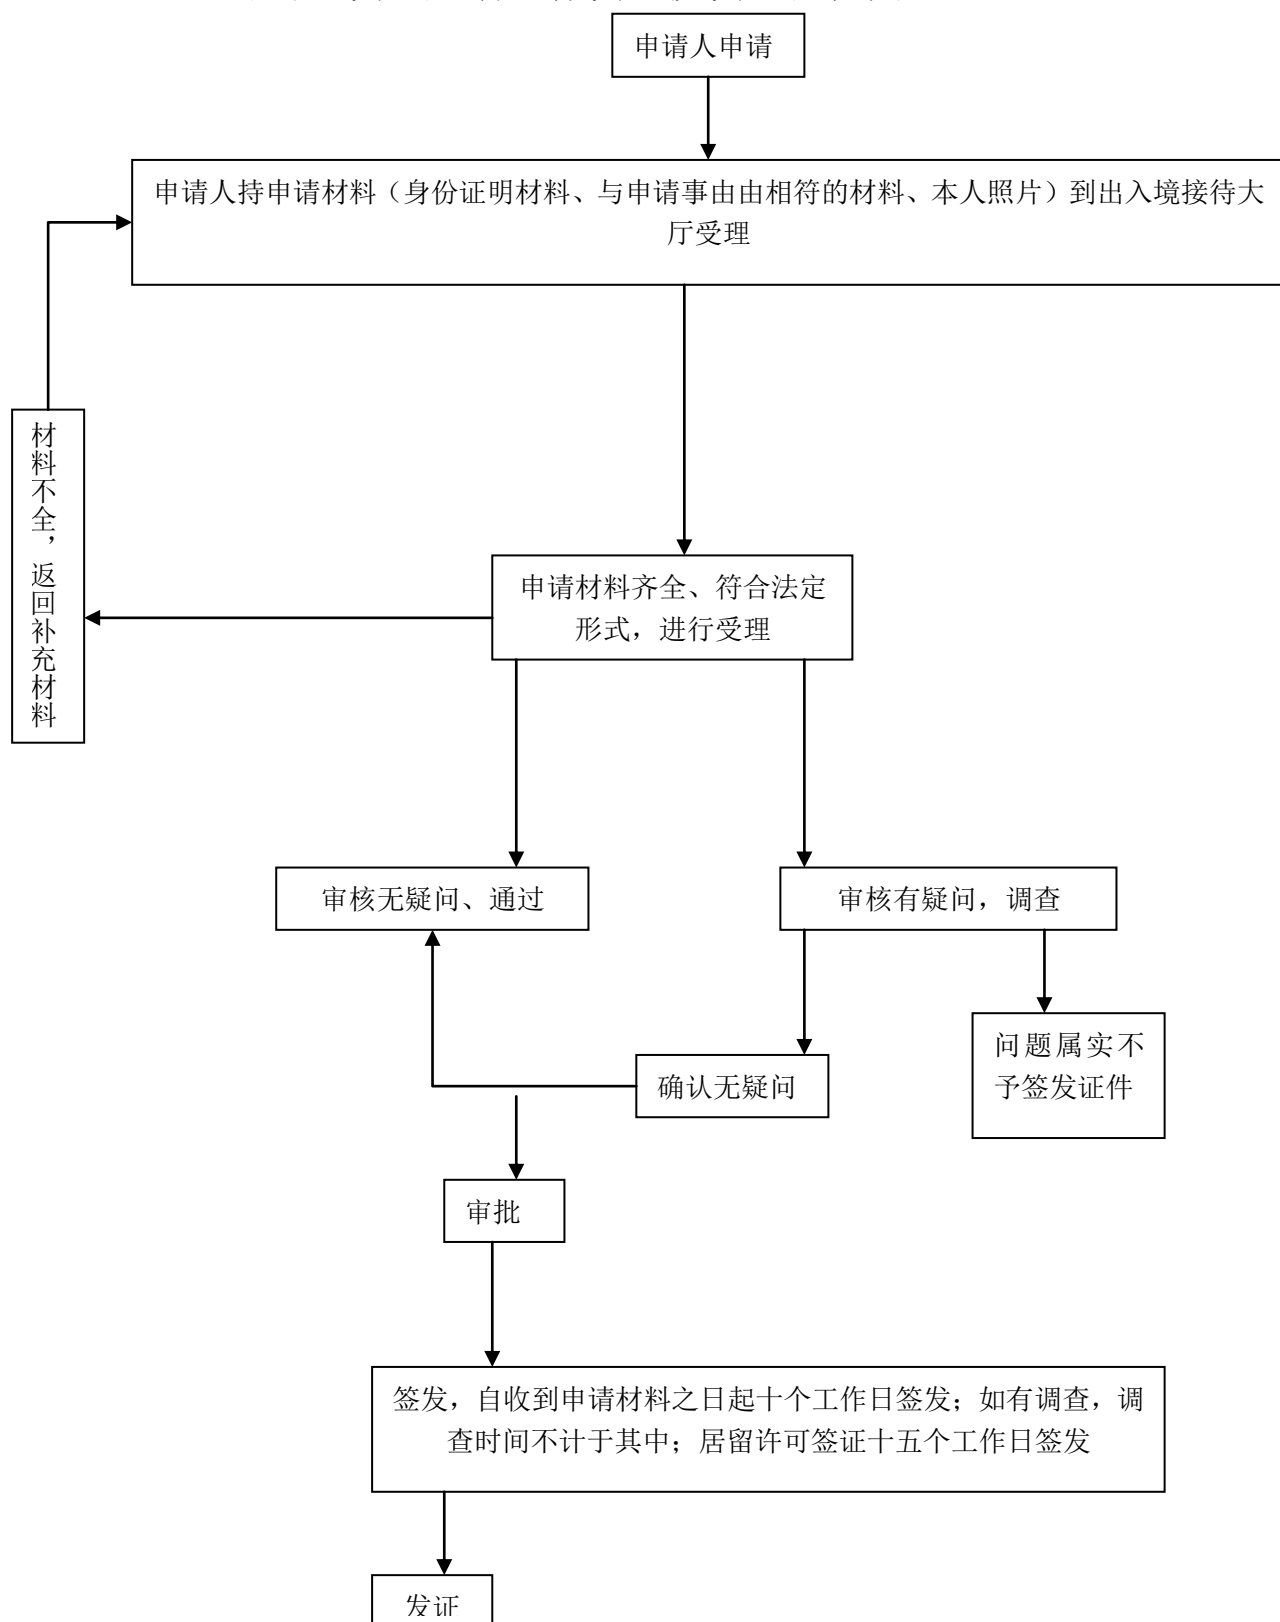 申请人申请
申请人持申请材料（身份证明材料、与申请事由由相符的材料、本人照片）到出入境接待大
厅受理
材料不全，返回补充材料
申请材料齐全、符合法定
形式，进行受理
审核无疑问、通过
审核有疑问，调查
问题属实不
予签发证件
确认无疑问
审批
签发，自收到申请材料之日起十个工作日签发；如有调查，调
查时间不计于其中；居留许可签证十五个工作日签发
发证